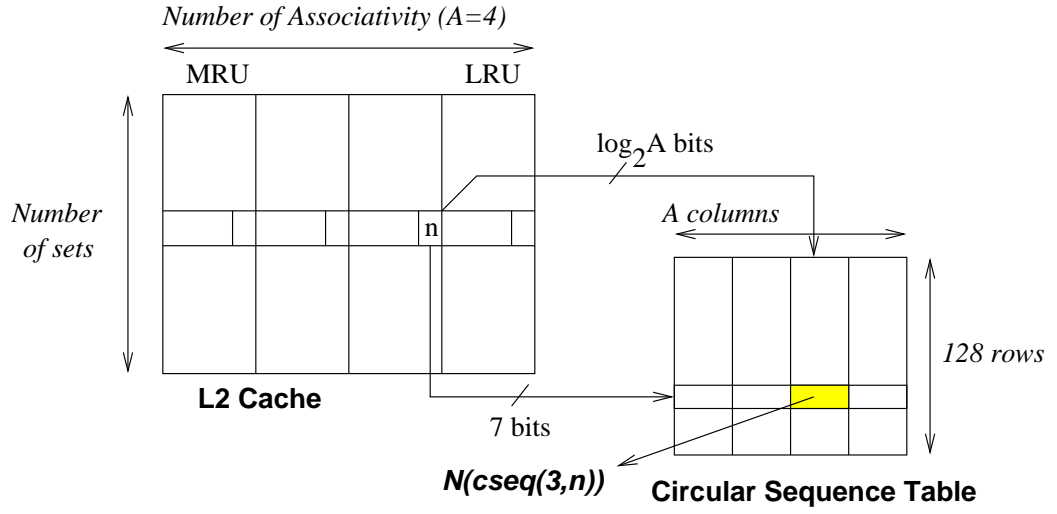 Number of Associativity (A=4)
MRU
LRU
log2A bits
Number
of sets
A columns
n
128 rows
L2 Cache
7 bits
N(cseq(3,n))
Circular Sequence Table